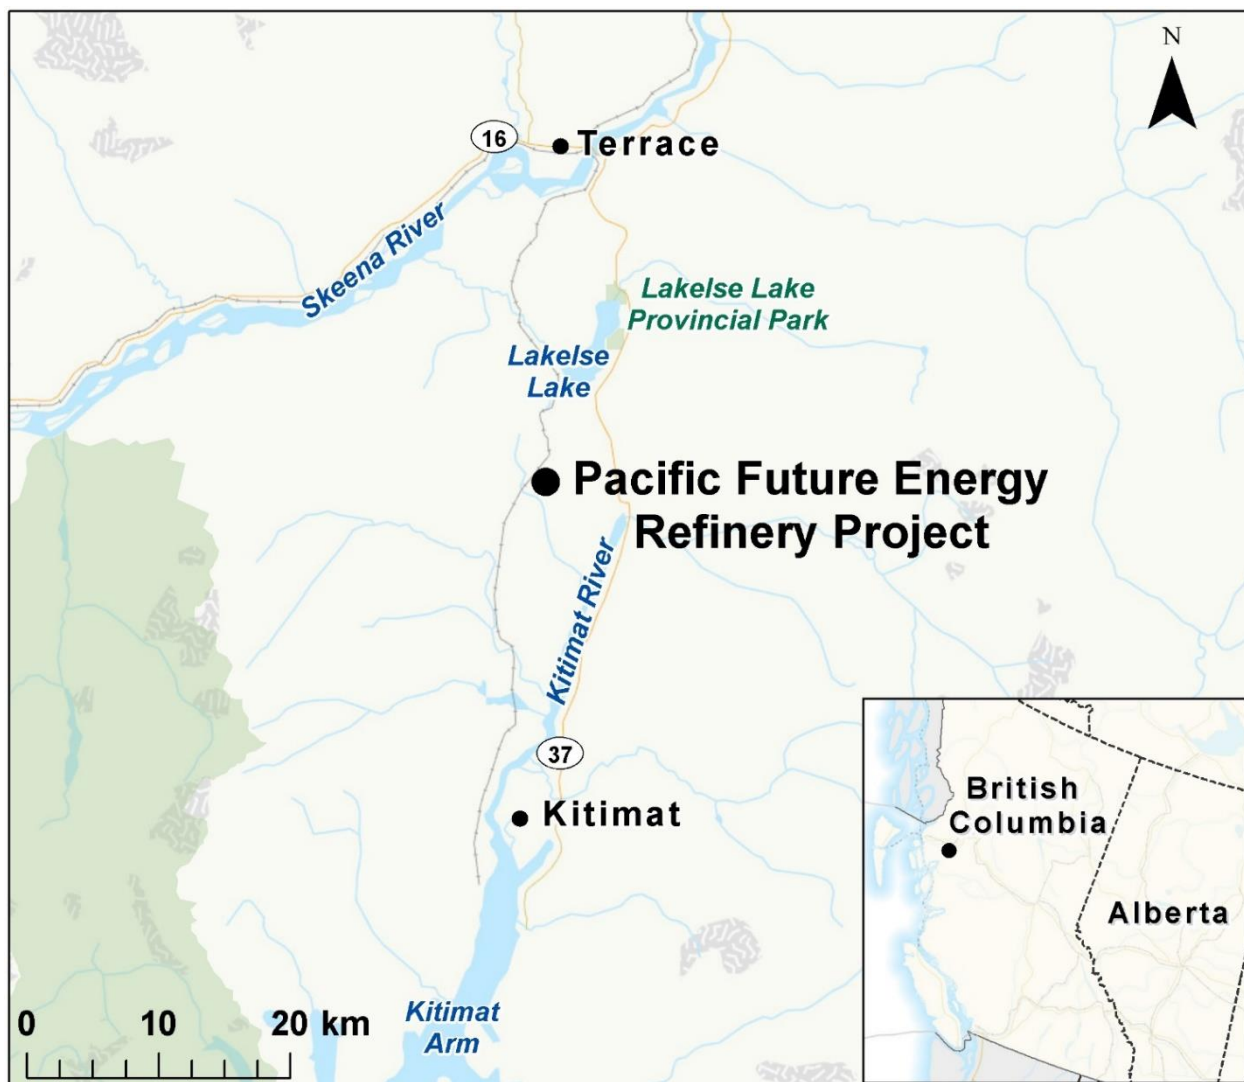 N
16
Terrace
Skeena River
Lakelse Lake
Provincial Park
Lakelse
Lake
Pacific Future Energy
Refinery Project
Kitimat River
37
Kitimat
British
Columbia
Alberta
Kitimat
Arm
0 10 20 km